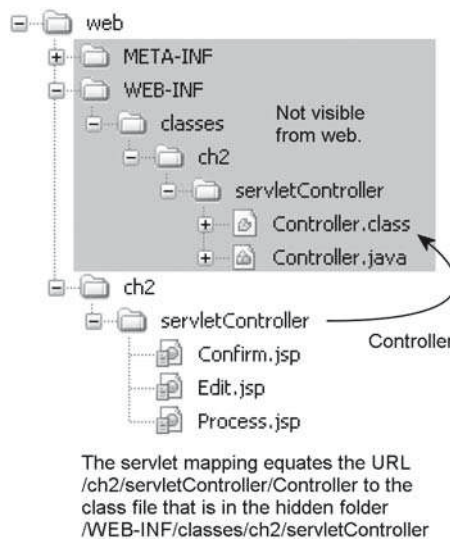 web
META-INF
WEB-INF
classes
Not visible
from web.
ch2
servletController
Controller.class
Controller.java
ch2
servletController
Controller
Confirm.jsp
Edit.jsp
Process.jsp
The servlet mapping equates the URL
/ch2/servletController/Controller to the
class file that is in the hidden folder
/WEB-INF/classes/ch2/servletController